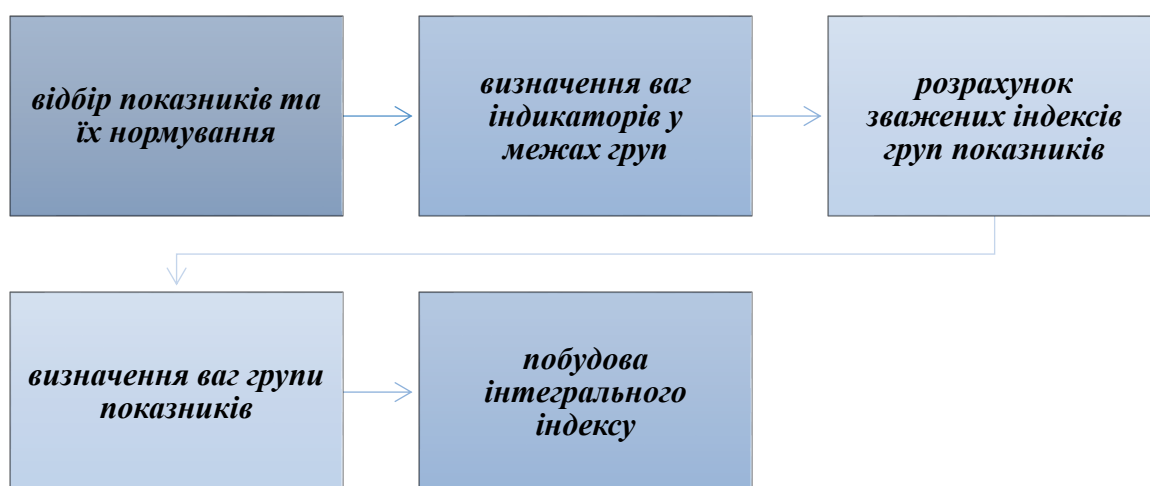 відбір показників та
їх нормування
визначення ваг
індикаторів у
межах груп
розрахунок
зважених індексів
груп показників
визначення ваг групи
показників
побудова
інтегрального
індексу